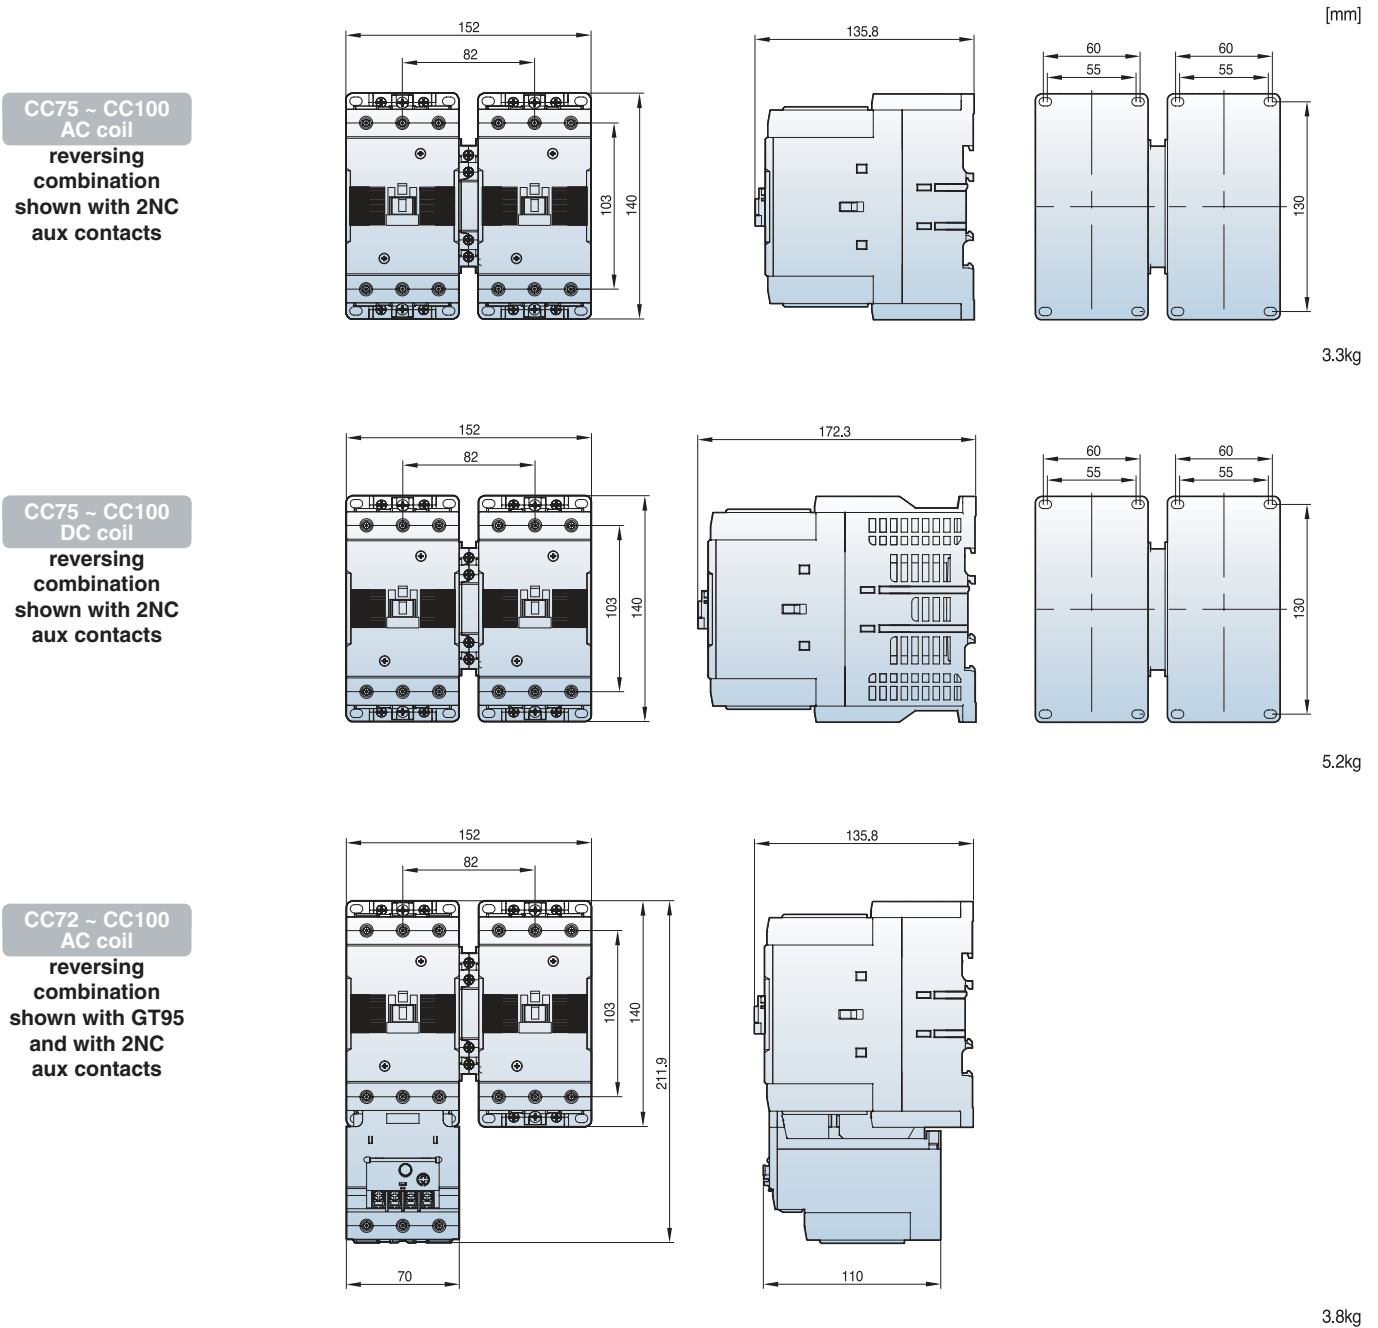 [mm]
CC75 ~ CC100
AC coil
reversing
combination
shown with 2NC
aux contacts
152
82
103
140
135.8
60
60
55
55
130
3.3kg
CC75 ~ CC100
DC coil
reversing
combination
shown with 2NC
aux contacts
152
82
103
140
172.3
60
60
55
55
130
5.2kg
CC72 ~ CC100
AC coil
reversing
combination
shown with GT95
and with 2NC
aux contacts
152
82
103
140
211.9
70
135.8
110
3.8kg